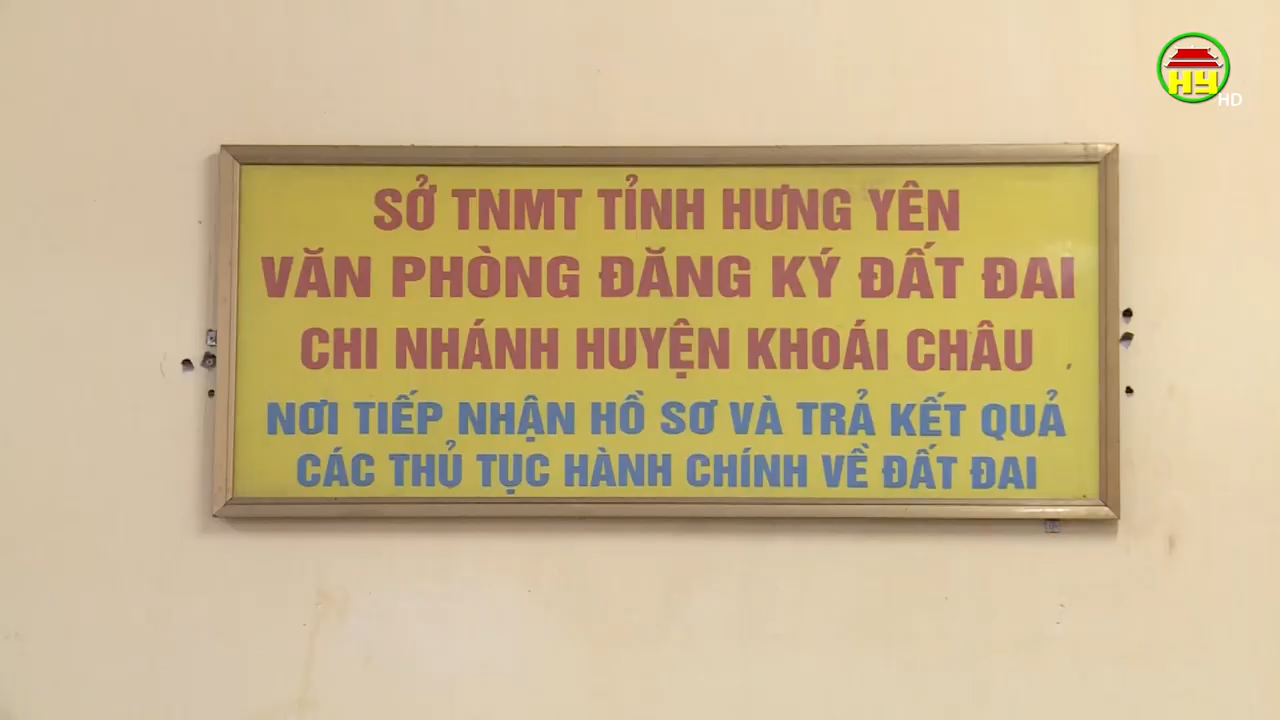 HY
HD
SỞ TNMT TỈNH HƯNG YÊN
VĂN PHÒNG ĐĂNG KÝ ĐẤT ĐAI
CHI NHÁNH HUYỆN KHOÁI CHÂU
NƠI TIẾP NHẬN HỒ SƠ VÀ TRẢ KẾT QUẢ
CÁC THỦ TỤC HÀNH CHÍNH VỀ ĐẤT ĐAI